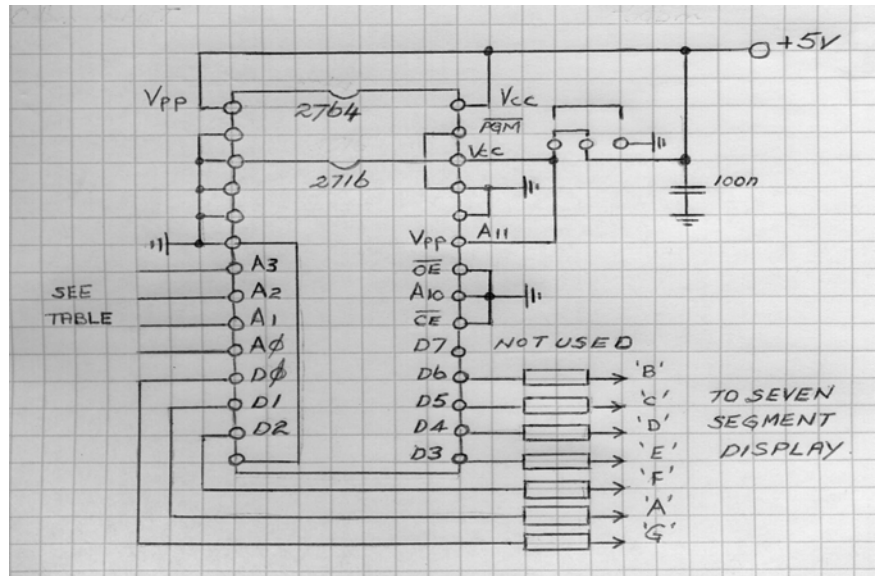 +5V
VPP
2764
VCC
PGM
VCC
2716
100n
VPP A11
A3
OE
SEE
TABLE
A2
A10
A1
CE
AØ
D7 NOT USED
DØ
D6
'B'
D1
D5
'C'
D2
D4
'D'
D3
'E'
'F'
'A'
'G'
TO SEVEN
SEGMENT
DISPLAY